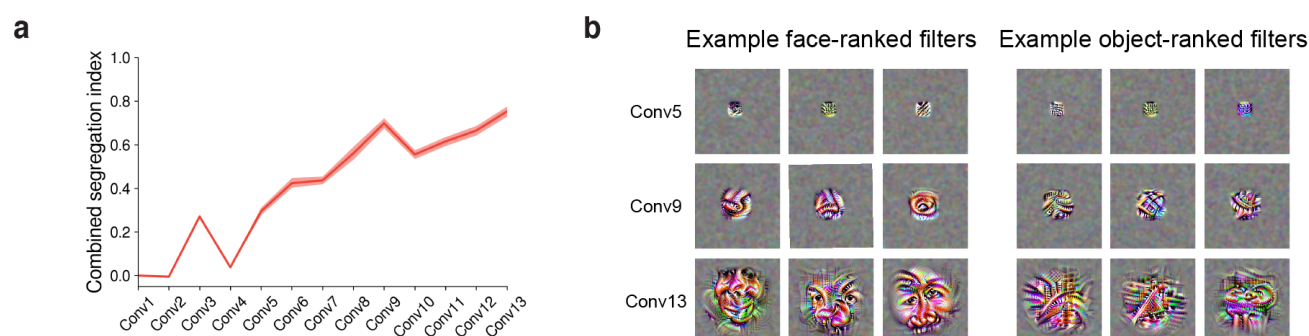 a
Combined segregation index
1.0
0.8
0.6
0.4
0.2
0.0
Conv1
Conv2
Conv3
Conv4
Conv5
Conv6
Conv7
Conv8
Conv9
Conv10
Conv11
Conv12
Conv13
b
Example face-ranked filters
Example object-ranked filters
Conv5
Conv9
Conv13